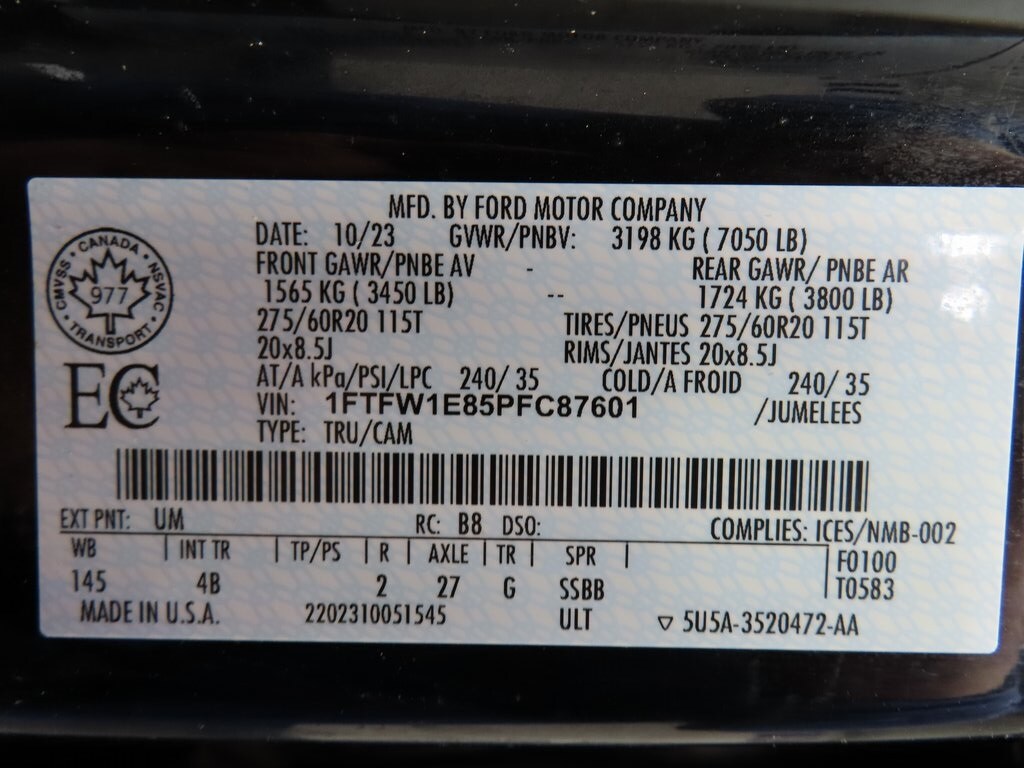 MFD. BY FORD MOTOR COMPANY
DATE: 10/23 GVWR/PNBV: 3198 KG ( 7050 LB)
FRONT GAWR/PNBE AV - REAR GAWR/ PNBE AR
1565 KG ( 3450 LB) -- 1724 KG ( 3800 LB)
275/60R20 115T TIRES/PNEUS 275/60R20 115T
20x8.5J RIMS/JANTES 20x8.5J
AT/A kPa/PSI/LPC 240/ 35 COLD/A FROID 240/ 35
VIN: 1FTFW1E85PFC87601 /JUMELEES
TYPE: TRU/CAM
CANADA
CMVSS 977 NSVAC
TRANSPORT
EC
EXT PNT: UM RC: B8 DSO: COMPLIES: ICES/NMB-002
WB | INT TR | TP/PS | R | AXLE | TR | SPR | F0100
145 4B 2 27 G SSBB T0583
MADE IN U.S.A. 2202310051545 ULT ▽ 5U5A-3520472-AA